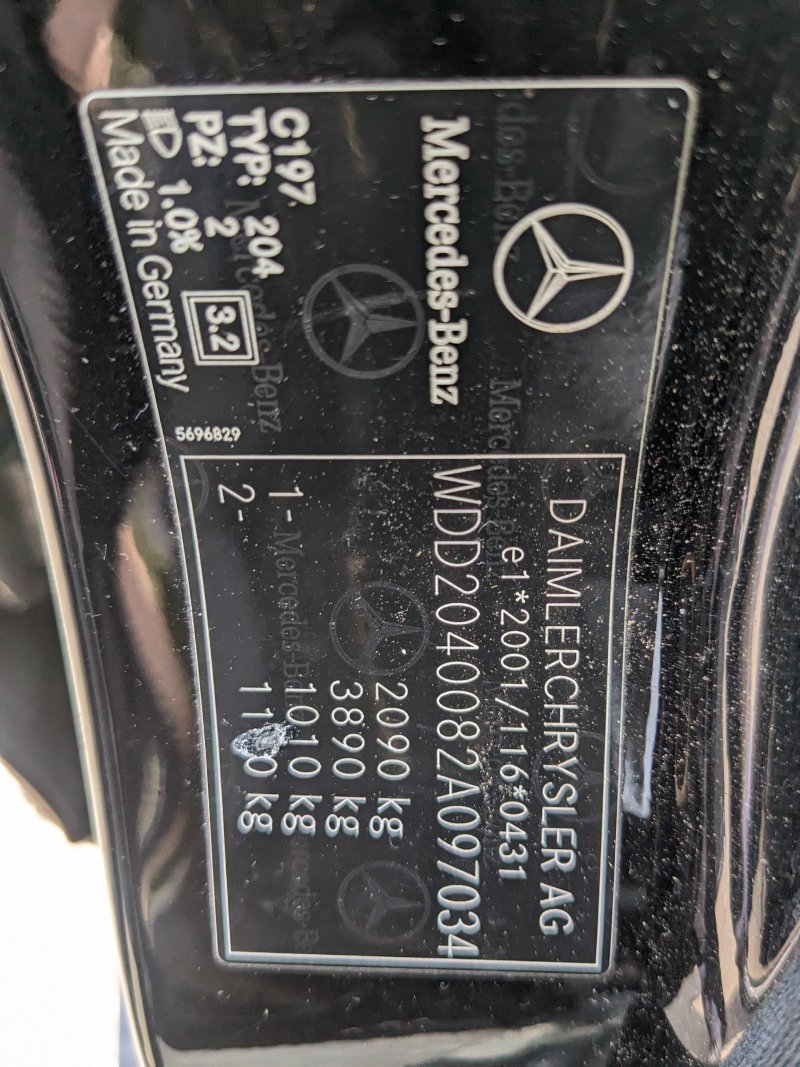 Mercedes-Benz
C197
TYP: 204
PZ: 2
1.0%
3.2
Made in Germany
5696829
DAIMLERCHRYSLER AG
e1*2001/116*0431
WDD2040082A097034
2090 kg
3890 kg
1- 1010 kg
2- kg